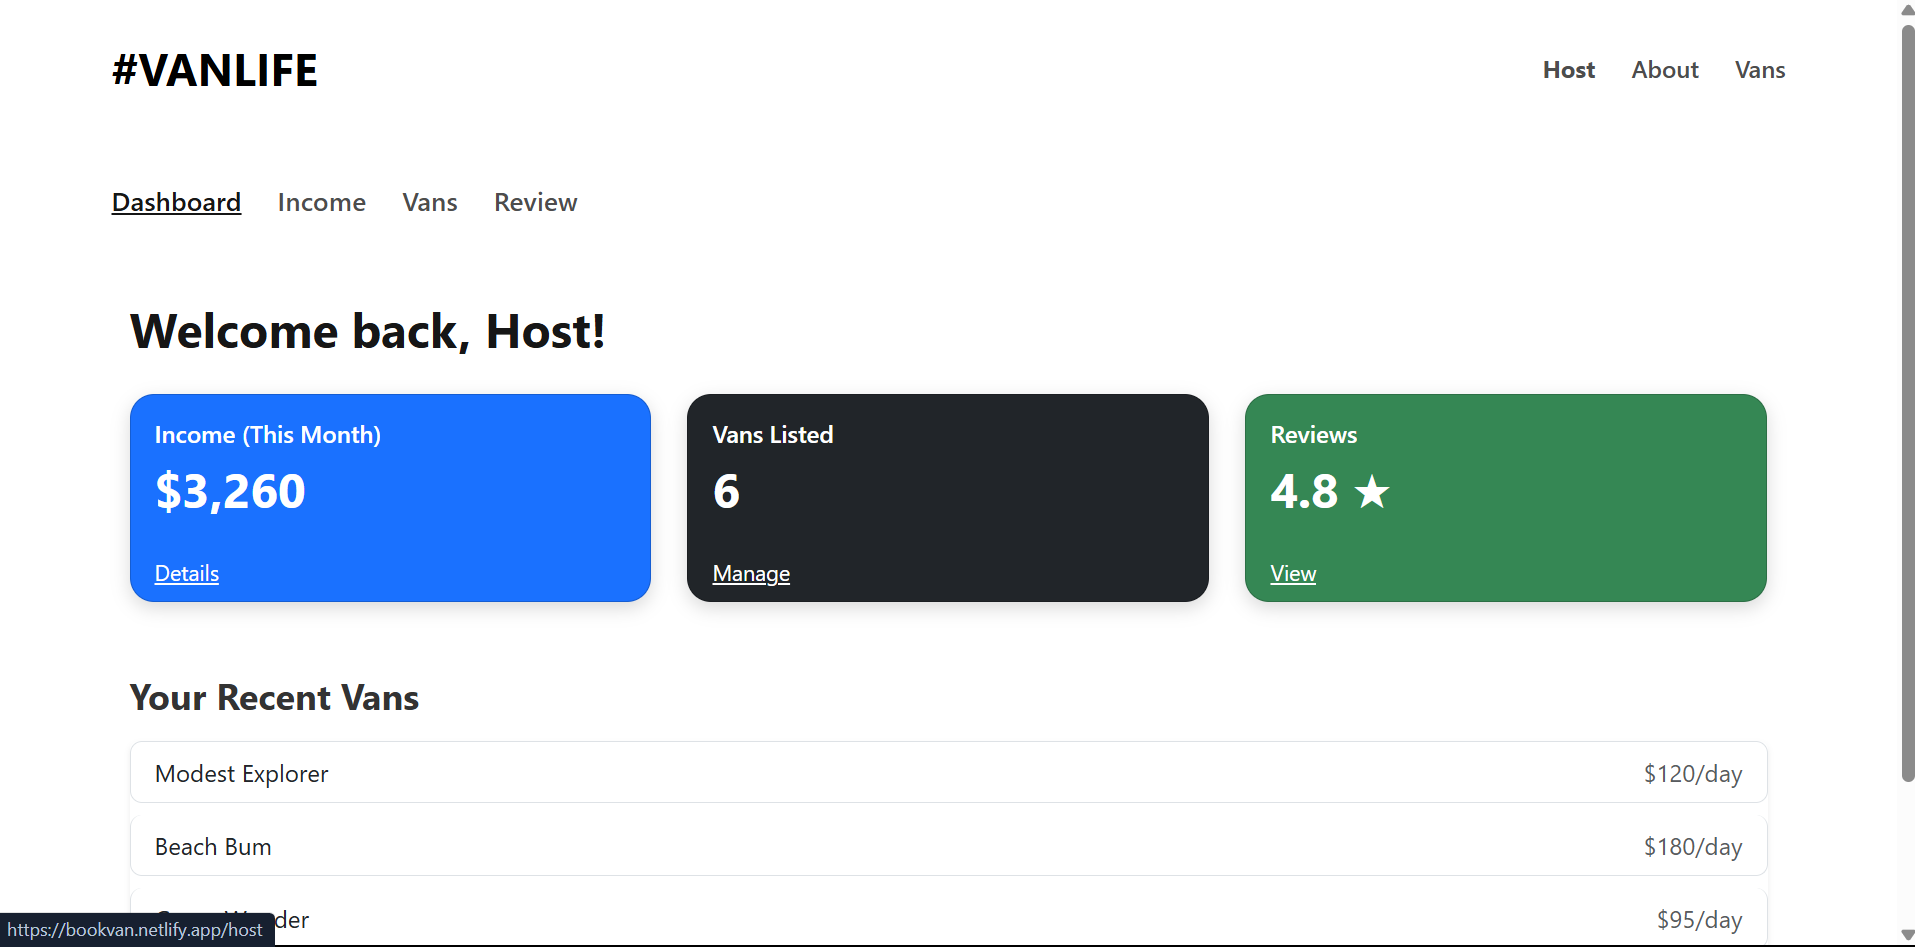 #VANLIFE
Host About Vans
Dashboard Income Vans Review
Welcome back, Host!
Income (This Month)
$3,260
Details
Vans Listed
6
Manage
Reviews
4.8 ★
View
Your Recent Vans
Modest Explorer $120/day
Beach Bum $180/day
$95/day
https://bookvan.netlify.app/host